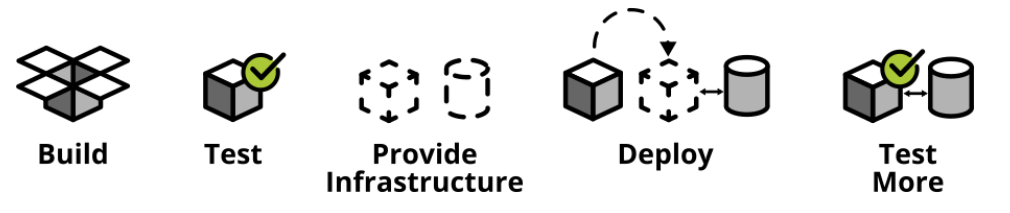 Build
Test
Provide
Infrastructure
Deploy
Test
More